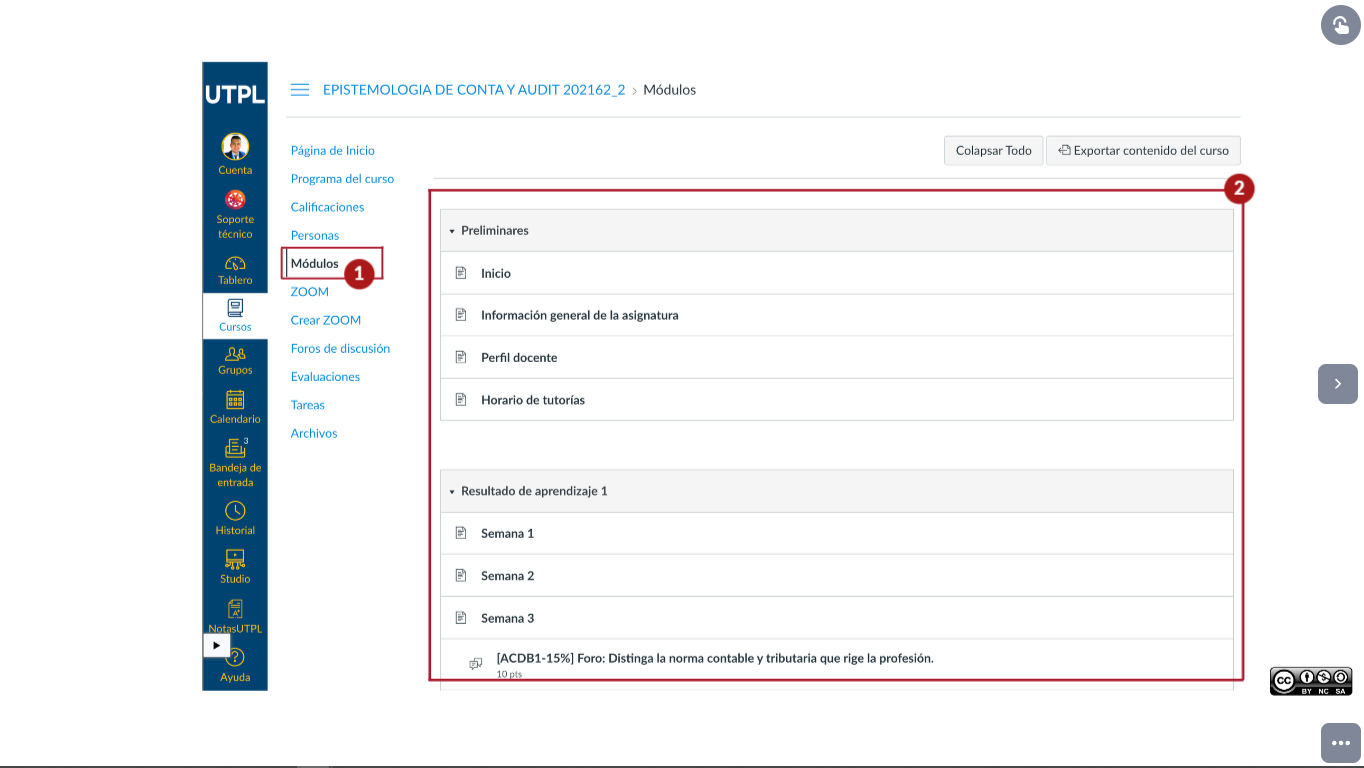 UTPL
EPISTEMOLOGIA DE CONTA Y AUDIT 202162_2 › Módulos
Cuenta
Soporte
técnico
Tablero
Cursos
Grupos
Calendario
3
Bandeja de
entrada
Historial
Studio
A+
NotasUTPL
?
Ayuda
Página de Inicio
Programa del curso
Calificaciones
Personas
Módulos
1
ZOOM
Crear ZOOM
Foros de discusión
Evaluaciones
Tareas
Archivos
Colapsar Todo
Exportar contenido del curso
2
Preliminares
Inicio
Información general de la asignatura
Perfil docente
Horario de tutorías
Resultado de aprendizaje 1
Semana 1
Semana 2
Semana 3
[ACDB1-15%] Foro: Distinga la norma contable y tributaria que rige la profesión.
10 pts
CC
BY NC SA